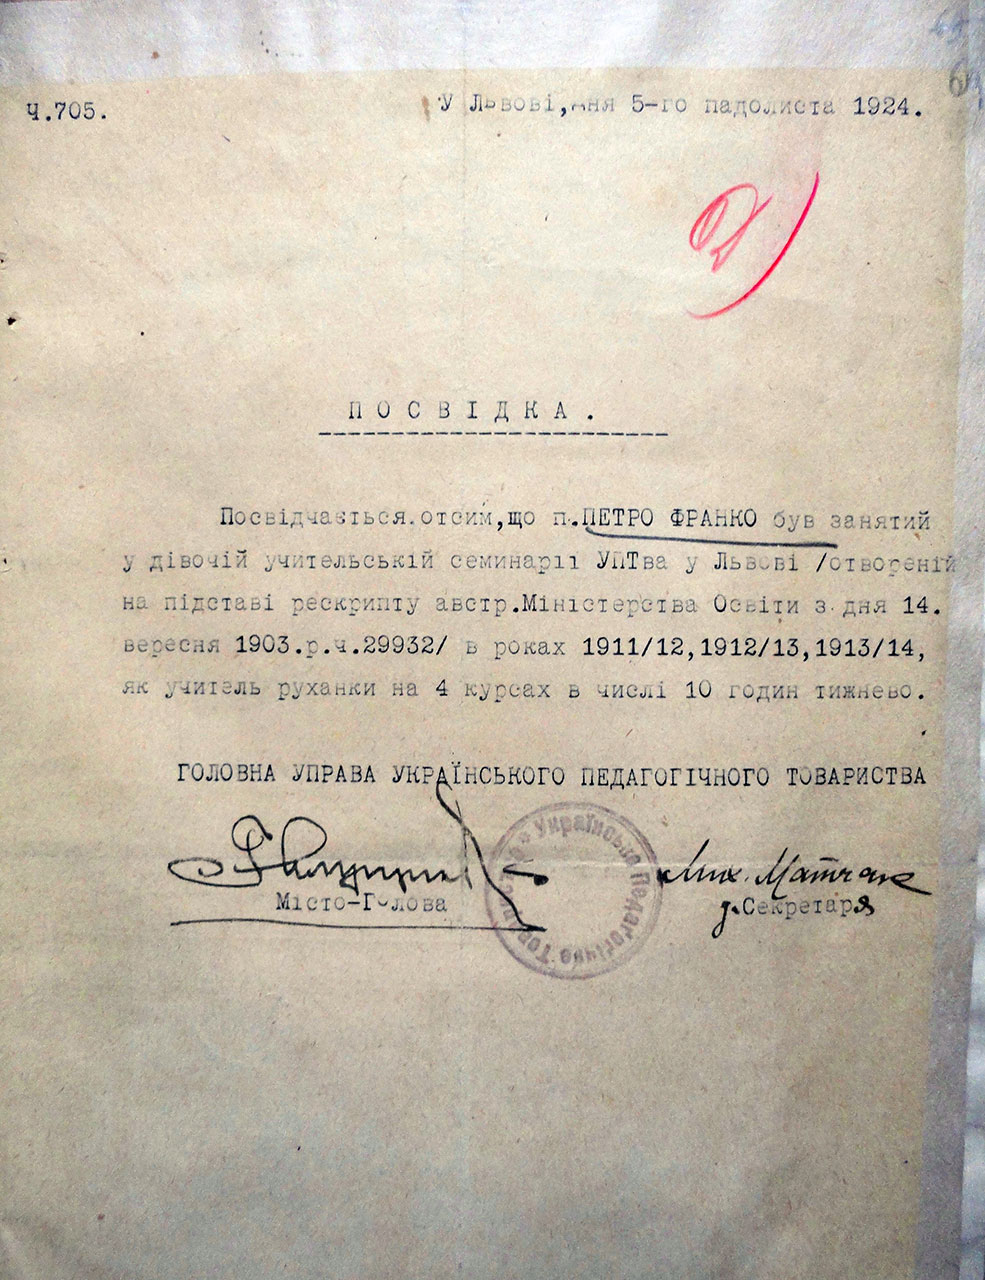 Ч.705.
У Львові,дня 5-го падолиста 1924.
ПОСВІДКА.
Посвідчається.отсим,що п.ПЕТРО ФРАНКО був занятий
у дівочій учительській семинарії УПТва у Львові /отвореній
на підставі рескрипту австр.Міністерства Освіти з дня 14.
вересня 1903.р.ч.29932/ в роках 1911/12,1912/13,1913/14,
як учитель руханки на 4 курсах в числі 10 годин тижнево.
ГОЛОВНА УПРАВА УКРАЇНСЬКОГО ПЕДАГОГІЧНОГО ТОВАРИСТВА
Мих. Матчак
Місто-Голова
д.Секретаря
Українське Педаґоґічне